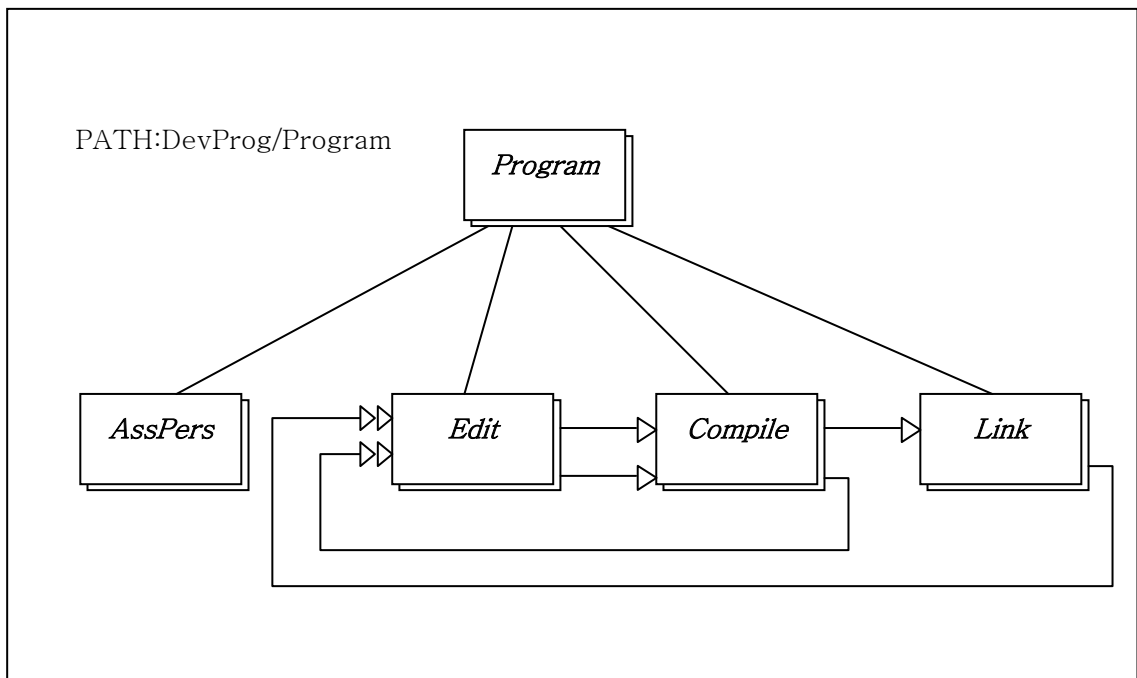 PATH:DevProg/Program
Program
AssPers
Edit
Compile
Link